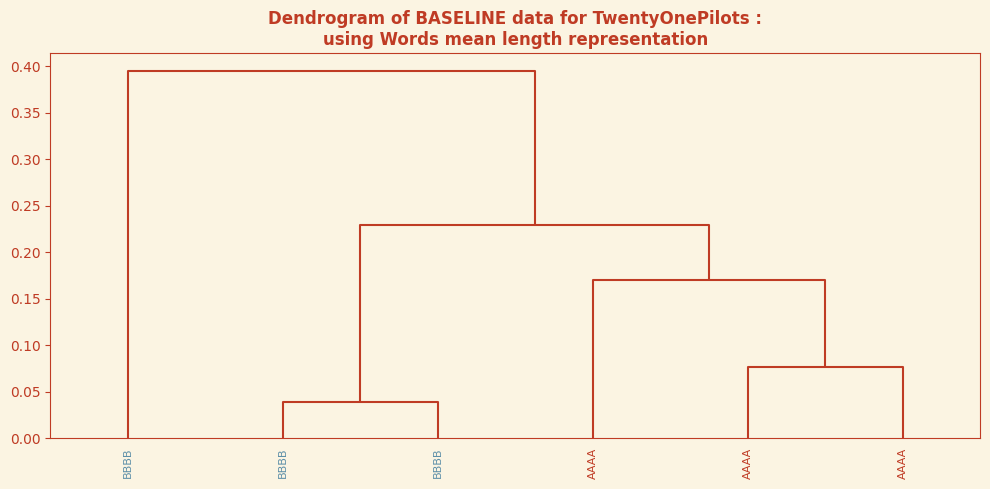 Dendrogram of BASELINE data for TwentyOnePilots :
using Words mean length representation
0.40
0.35
0.30
0.25
0.20
0.15
0.10
0.05
0.00
BBBB
BBBB
BBBB
AAAA
AAAA
AAAA